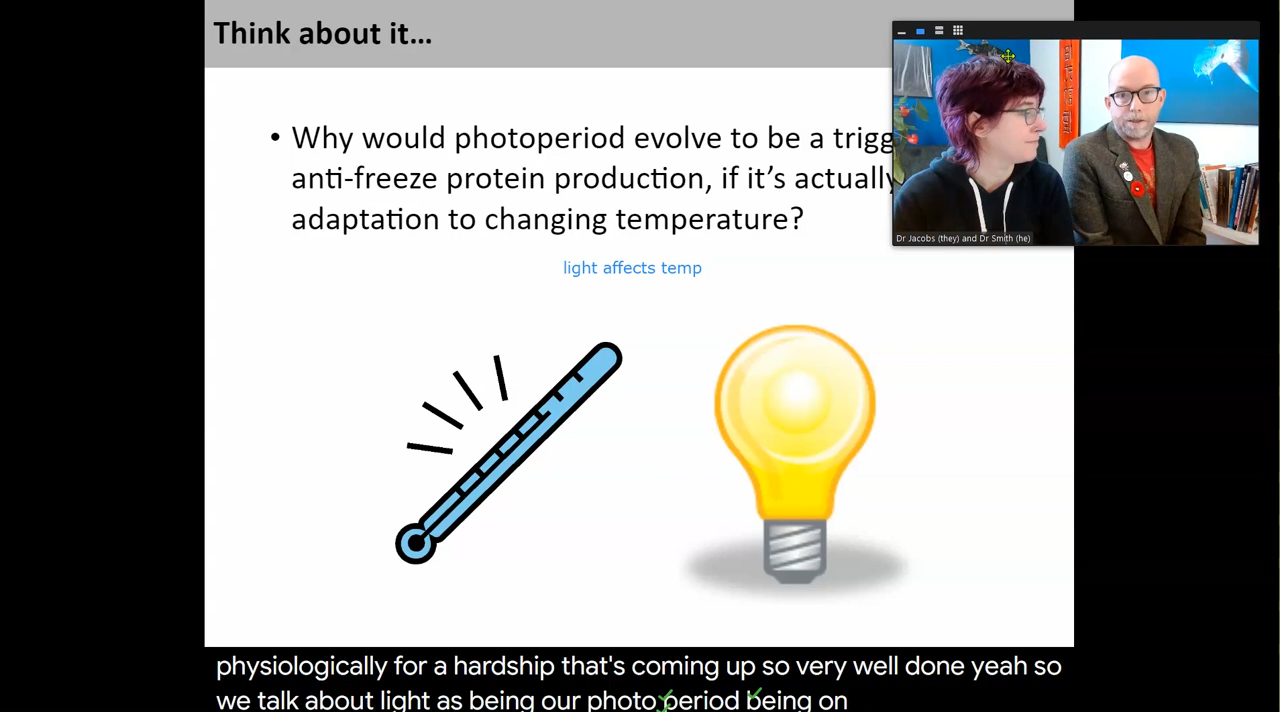 Think about it...
• Why would photoperiod evolve to be a trigg
anti-freeze protein production, if it's actually
adaptation to changing temperature?
light affects temp
Dr Jacobs (they) and Dr Smith (he)
physiologically for a hardship that's coming up so very well done yeah so
we talk about light as being our photo period being on